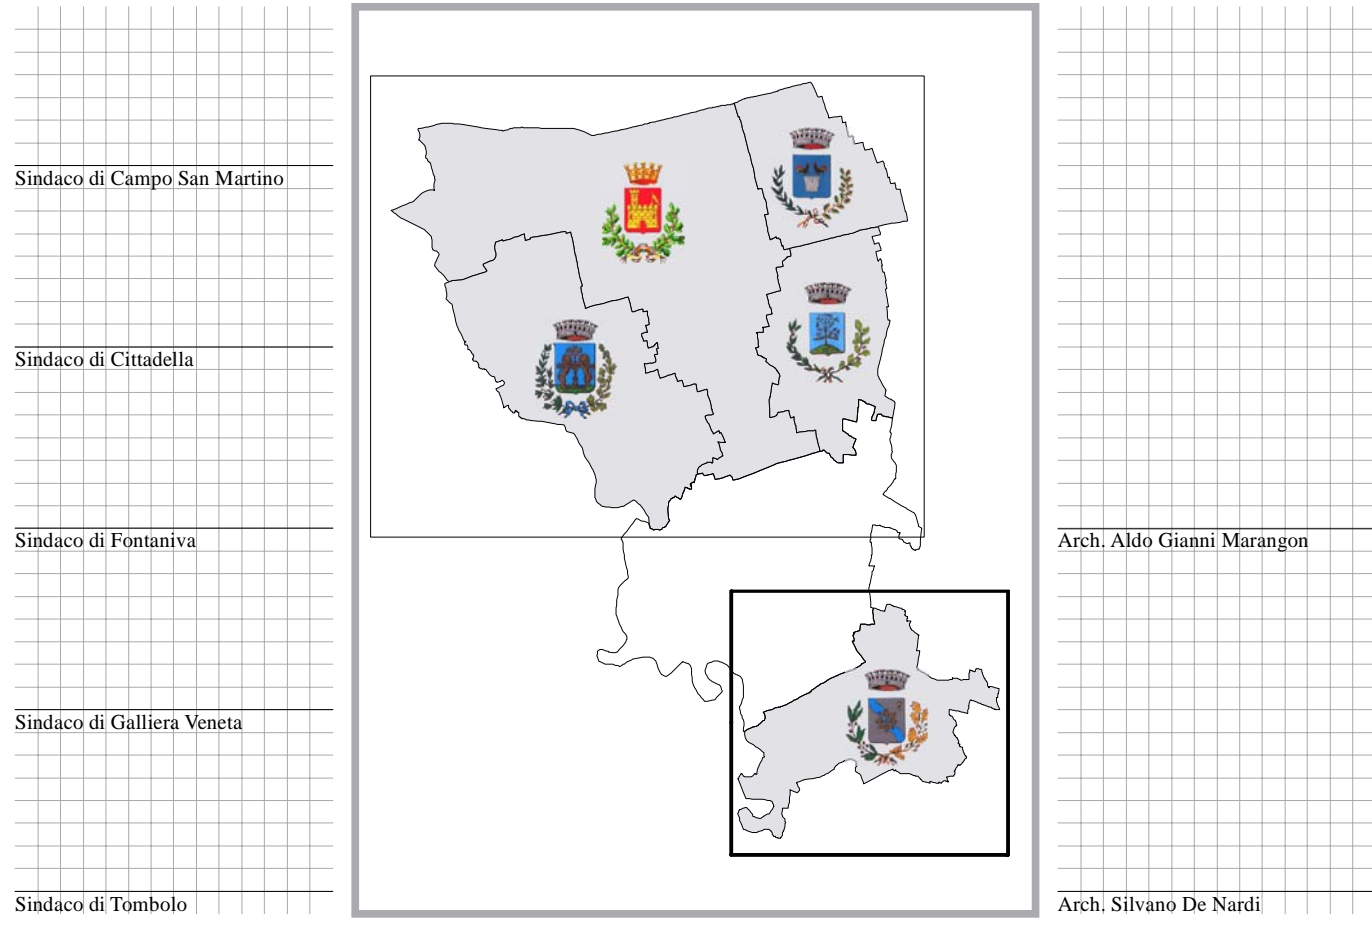 Sindaco di Campo San Martino
Sindaco di Cittadella
Sindaco di Fontaniva
Sindaco di Galliera Veneta
Sindaco di Tombolo
Arch. Aldo Gianni Marangon
Arch. Silvano De Nardi